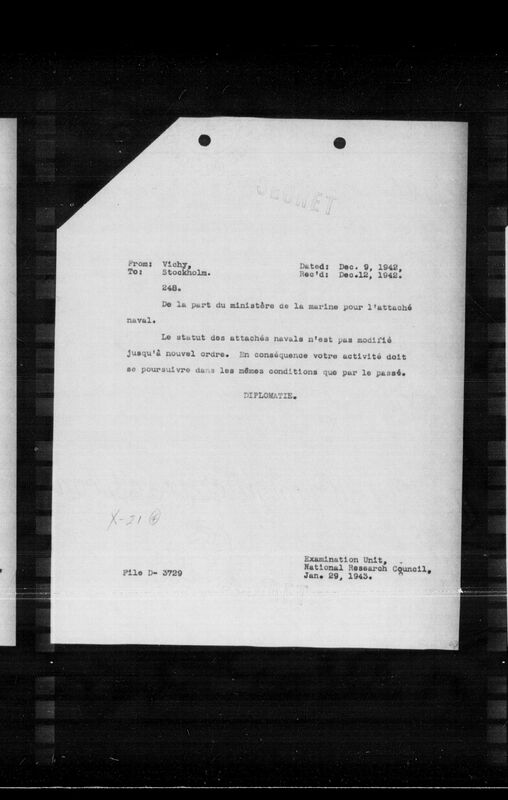 SECRET
From: Vichy, Dated: Dec. 9, 1942,
To: Stockholm. Rec'd: Dec.12, 1942.
248.
De la part du ministère de la marine pour l'attaché
naval.
Le statut des attachés navals n'est pas modifié
jusqu'à nouvel ordre. En conséquence votre activité doit
se poursuivre dans les mêmes conditions que par le passé.
DIPLOMATIE.
X-21
Examination Unit,
National Research Council,
File D- 3729 Jan. 29, 1943.